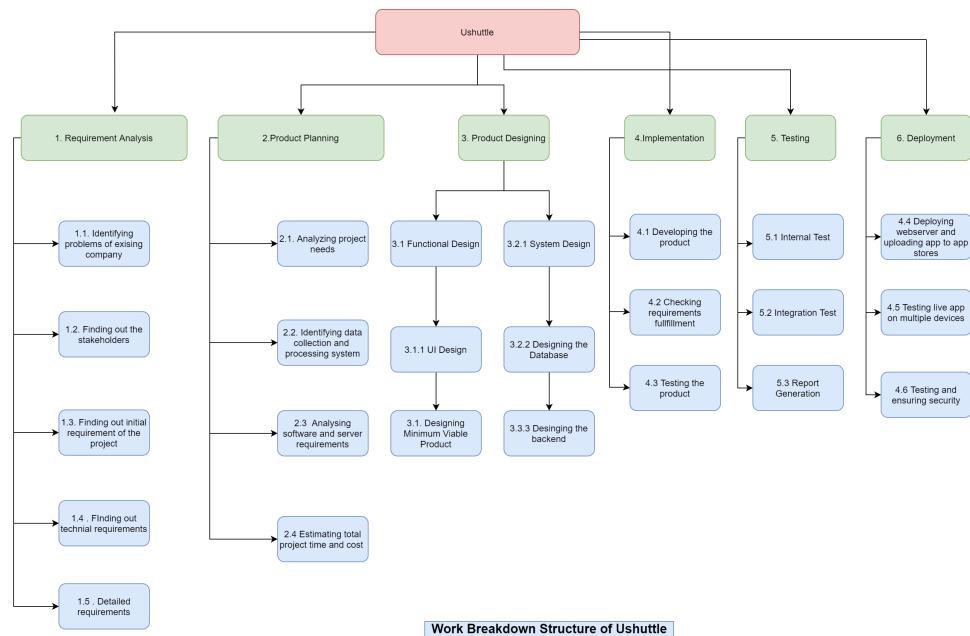 Ushuttle
1. Requirement Analysis
2.Product Planning
3. Product Designing
4.Implementation
5. Testing
6. Deployment
1.1. Identifying
problems of exising
company
1.2. Finding out the
stakeholders
1.3. Finding out initial
requirement of the
project
1.4 . FInding out
technial requirements
1.5 . Detailed
requirements
2.1. Analyzing project
needs
2.2. Identifying data
collection and
processing system
2.3 Analysing
software and server
requirements
2.4 Estimating total
project time and cost
3.1 Functional Design
3.1.1 UI Design
3.1. Designing
Minimum Viable
Product
3.2.1 System Design
3.2.2 Designing the
Database
3.3.3 Desinging the
backend
4.1 Developing the
product
4.2 Checking
requirements
fullfillment
4.3 Testing the
product
5.1 Internal Test
5.2 Integration Test
5.3 Report
Generation
4.4 Deploying
webserver and
uploading app to app
stores
4.5 Testing live app
on multiple devices
4.6 Testing and
ensuring security
Work Breakdown Structure of Ushuttle